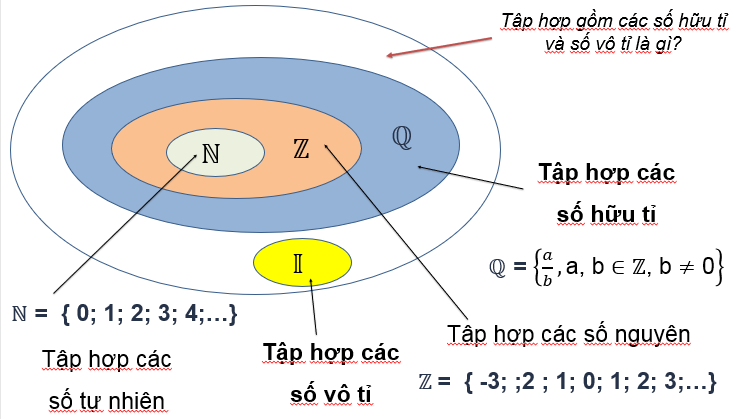 Tập hợp gồm các số hữu tỉ
và số vô tỉ là gì?
ℕ
ℤ
ℚ
Tập hợp các
số hữu tỉ
𝕀
ℚ = {a/b, a, b ∈ ℤ, b ≠ 0}
ℕ = { 0; 1; 2; 3; 4;…}
Tập hợp các số nguyên
Tập hợp các
số tự nhiên
Tập hợp các
số vô tỉ
ℤ = { -3; ;2 ; 1; 0; 1; 2; 3;…}